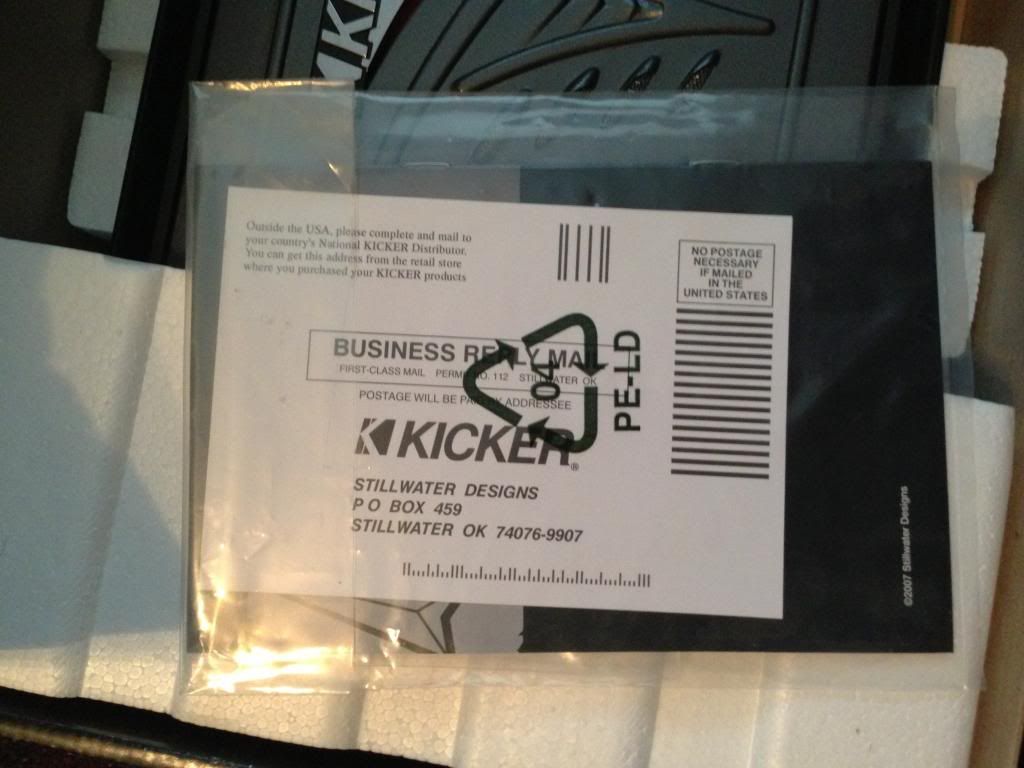 Outside the USA, please complete and mail to
your country's National KICKER Distributor.
You can get this address from the retail store
where you purchased your KICKER products
NO POSTAGE
NECESSARY
IF MAILED
IN THE
UNITED STATES
BUSINESS REPLY MAIL
FIRST-CLASS MAIL PERMIT NO. 112 STILLWATER OK
POSTAGE WILL BE PAID BY ADDRESSEE
KICKER®
STILLWATER DESIGNS
P O BOX 459
STILLWATER OK 74076-9907
04
PE-LD
©2007 Stillwater Designs